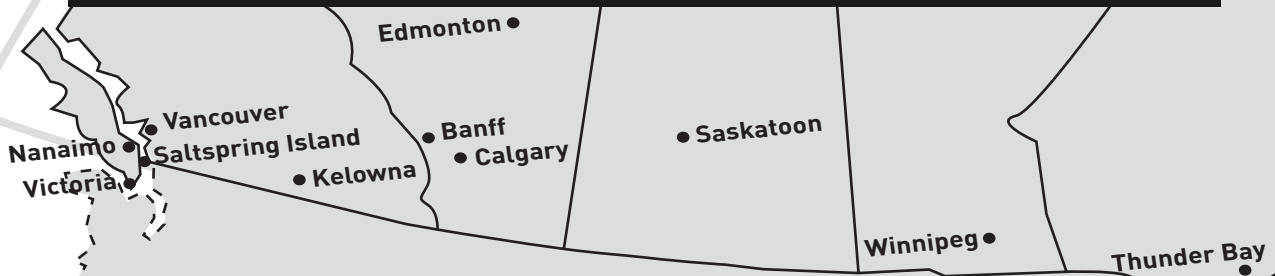 Edmonton
Vancouver
Banff
Saskatoon
Nanaimo
Saltspring Island
Calgary
Kelowna
Victoria
Winnipeg
Thunder Bay